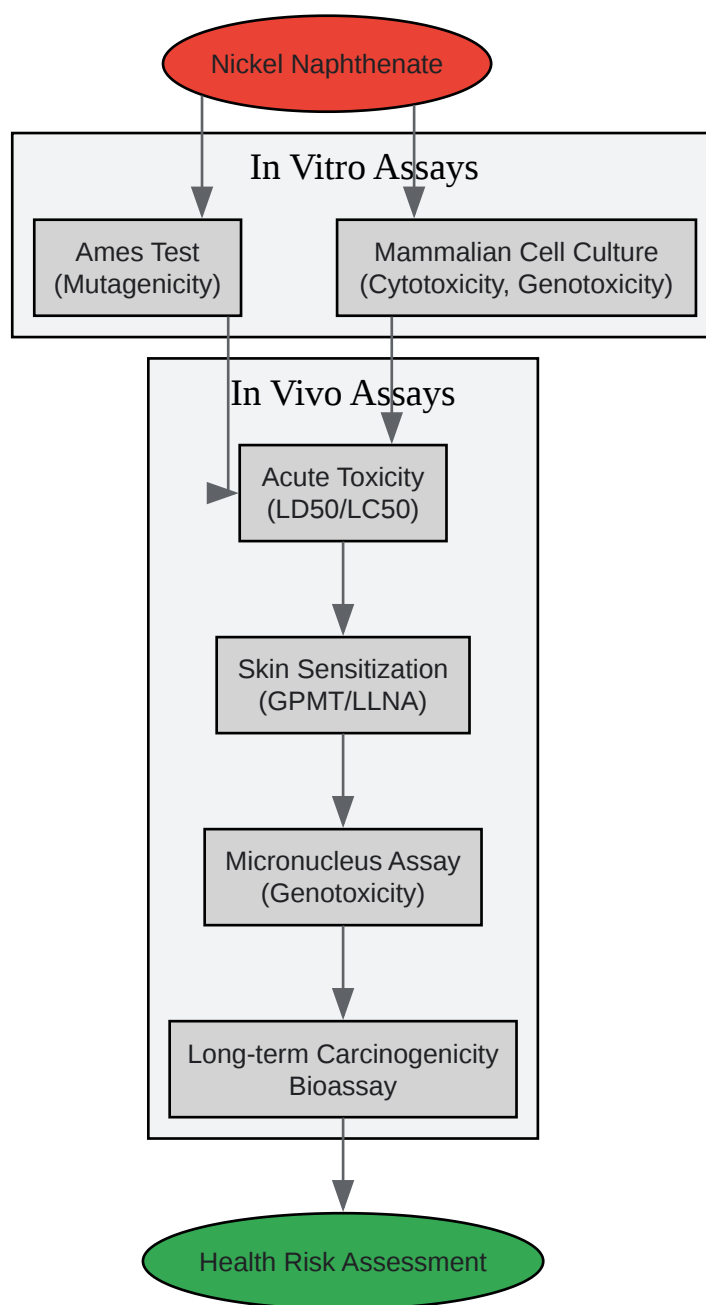 Nickel Naphthenate
In Vitro Assays
Ames Test
(Mutagenicity)
Mammalian Cell Culture
(Cytotoxicity, Genotoxicity)
In Vivo Assays
Acute Toxicity
(LD50/LC50)
Skin Sensitization
(GPMT/LLNA)
Micronucleus Assay
(Genotoxicity)
Long-term Carcinogenicity
Bioassay
Health Risk Assessment